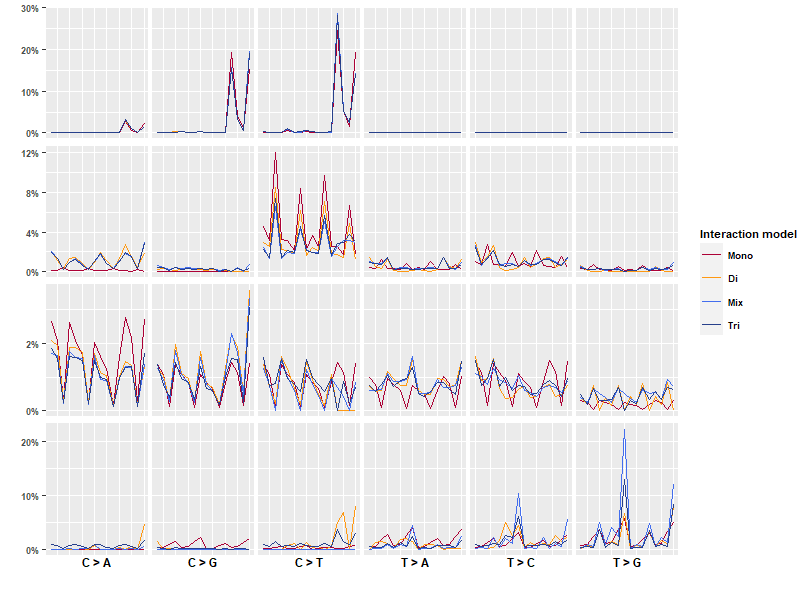 30%
20%
10%
0%
12%
8%
4%
0%
2%
0%
20%
10%
0%
C > A
C > G
C > T
T > A
T > C
T > G
Interaction model
Mono
Di
Mix
Tri